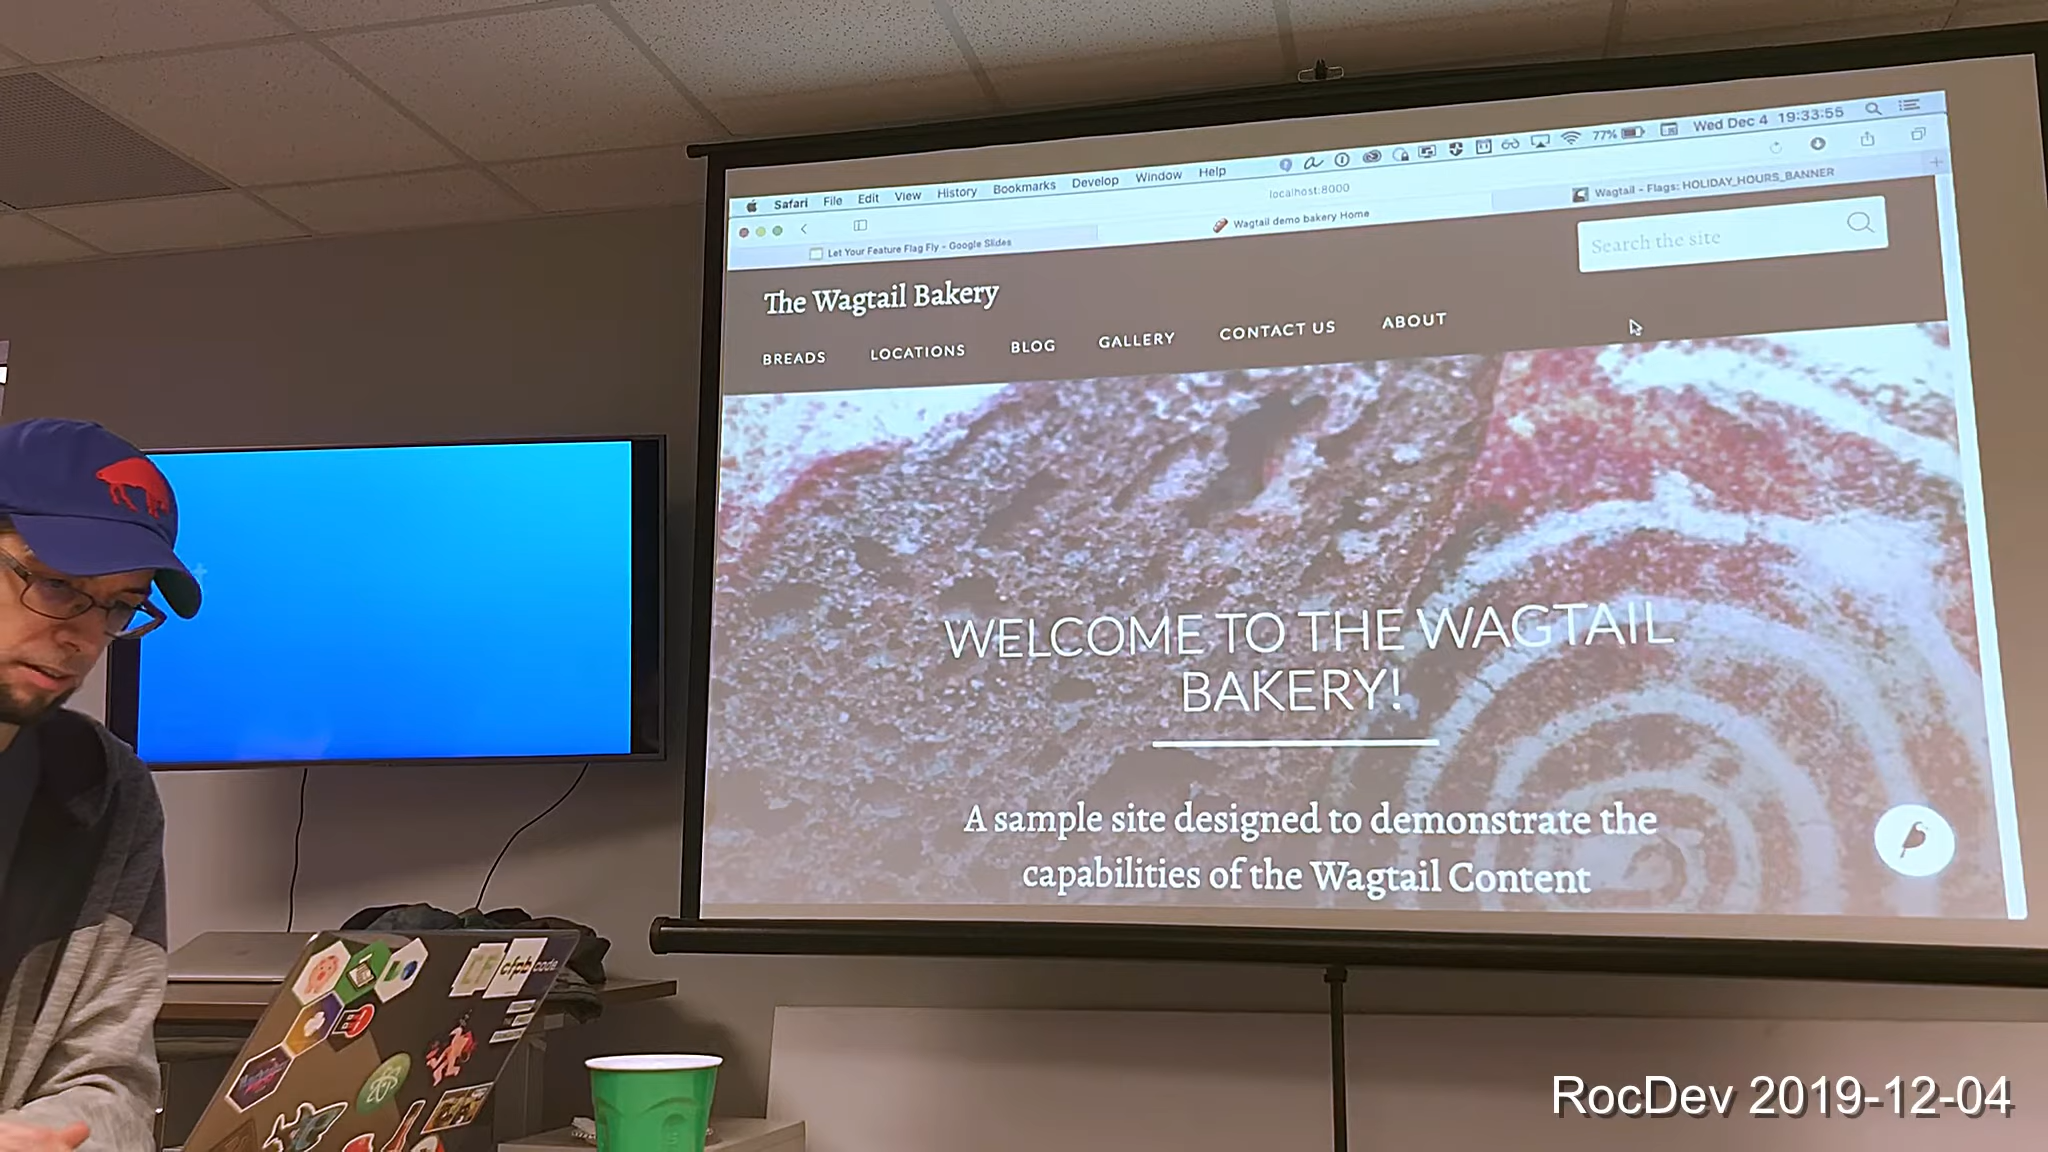 Safari File Edit View History Bookmarks Develop Window Help 77% Wed Dec 4 19:33:55
localhost:8000
Let Your Feature Flag Fly - Google Slides
Wagtail demo bakery Home
Wagtail - Flags: HOLIDAY_HOURS_BANNER
The Wagtail Bakery
Search the site
BREADS LOCATIONS BLOG GALLERY CONTACT US ABOUT
WELCOME TO THE WAGTAIL
BAKERY!
A sample site designed to demonstrate the
capabilities of the Wagtail Content
cfpb code
RocDev 2019-12-04